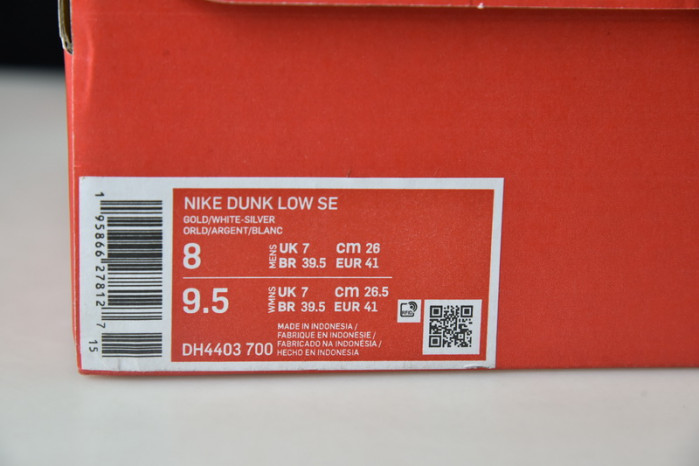 NIKE DUNK LOW SE
GOLD/WHITE-SILVER
ORLD/ARGENT/BLANC
8 MENS UK 7 cm 26
BR 39.5 EUR 41
9.5 WMNS UK 7 cm 26.5
BR 39.5 EUR 41
DH4403 700
MADE IN INDONESIA /
FABRIQUE EN INDONESIE /
FABRICADO NA INDONÉSIA /
HECHO EN INDONESIA
1 95866 27812 7
15